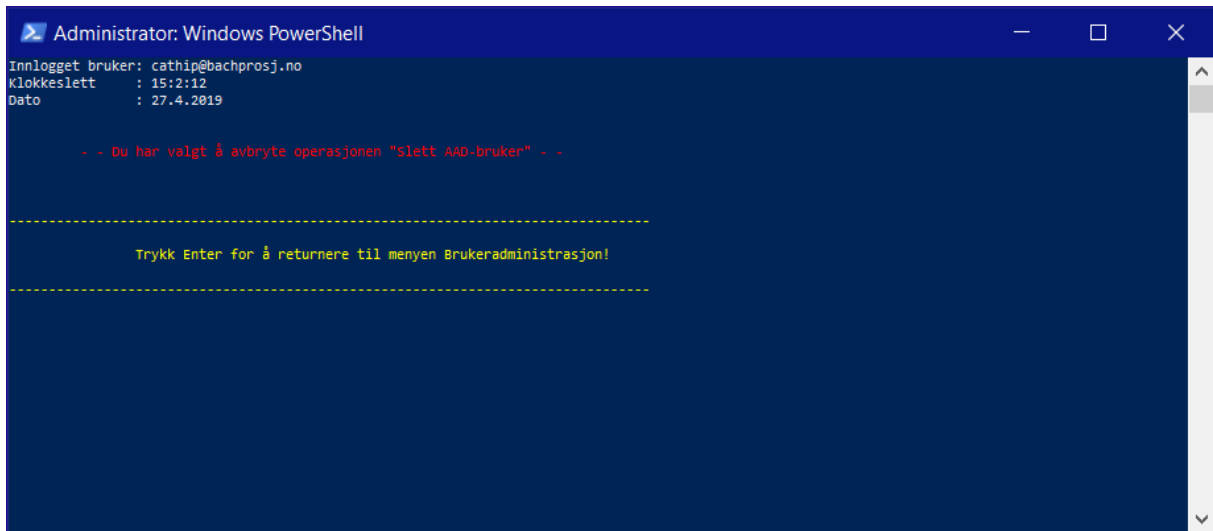 Administrator: Windows PowerShell
Innlogget bruker: cathip@bachprosj.no
Klokkeslett     : 15:2:12
Dato            : 27.4.2019
- - Du har valgt å avbryte operasjonen "Slett AAD-bruker" - -
---------------------------------------------------------------------------------
Trykk Enter for å returnere til menyen Brukeradministrasjon!
---------------------------------------------------------------------------------